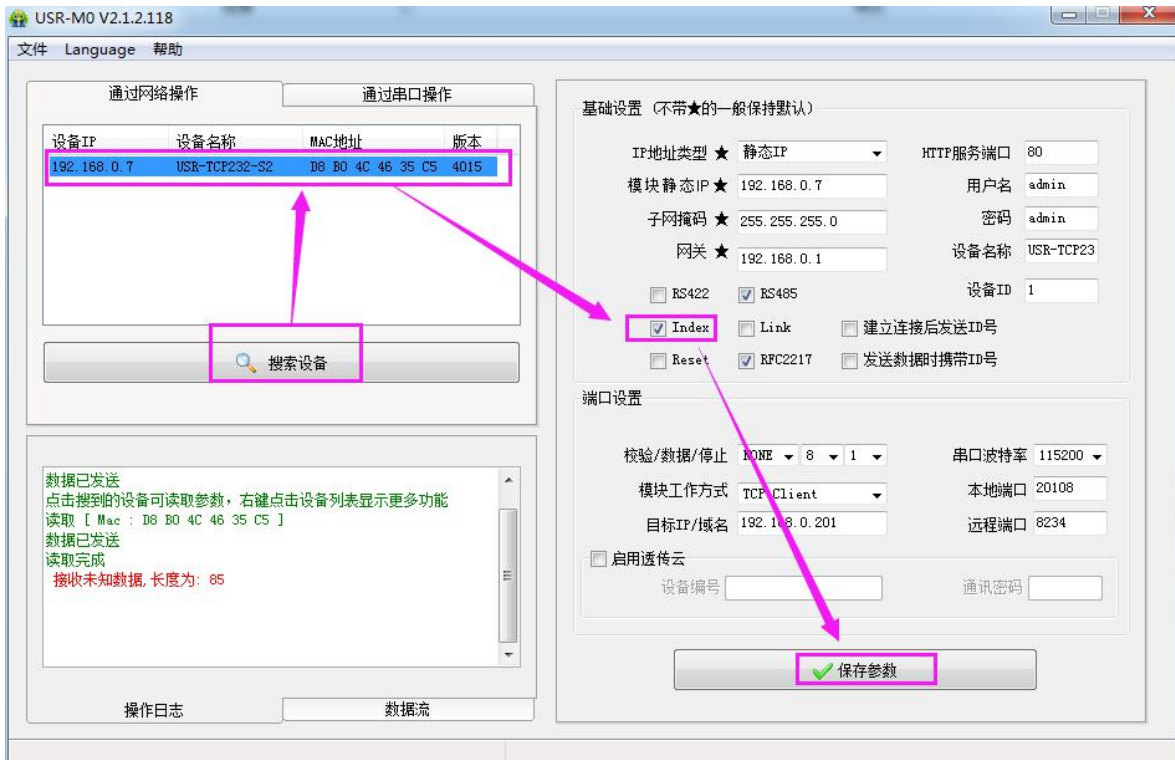 USR-M0 V2.1.2.118
文件 Language 帮助
通过网络操作 通过串口操作
设备IP 设备名称 MAC地址 版本
192.168.0.7 USR-TCP232-S2 D8 B0 4C 46 35 C5 4015
搜索设备
数据已发送
点击搜到的设备可读取参数，右键点击设备列表显示更多功能
读取 [ Mac : D8 B0 4C 46 35 C5 ]
数据已发送
读取完成
接收未知数据,长度为: 85
操作日志 数据流
基础设置 (不带★的一般保持默认)
IP地址类型 ★ 静态IP HTTP服务端口 80
模块静态IP ★ 192.168.0.7 用户名 admin
子网掩码 ★ 255.255.255.0 密码 admin
网关 ★ 192.168.0.1 设备名称 USR-TCP23
RS422 RS485 设备ID 1
Index Link 建立连接后发送ID号
Reset RFC2217 发送数据时携带ID号
端口设置
校验/数据/停止 NONE 8 1 串口波特率 115200
模块工作方式 TCP Client 本地端口 20108
目标IP/域名 192.168.0.201 远程端口 8234
启用透传云
设备编号 通讯密码
保存参数